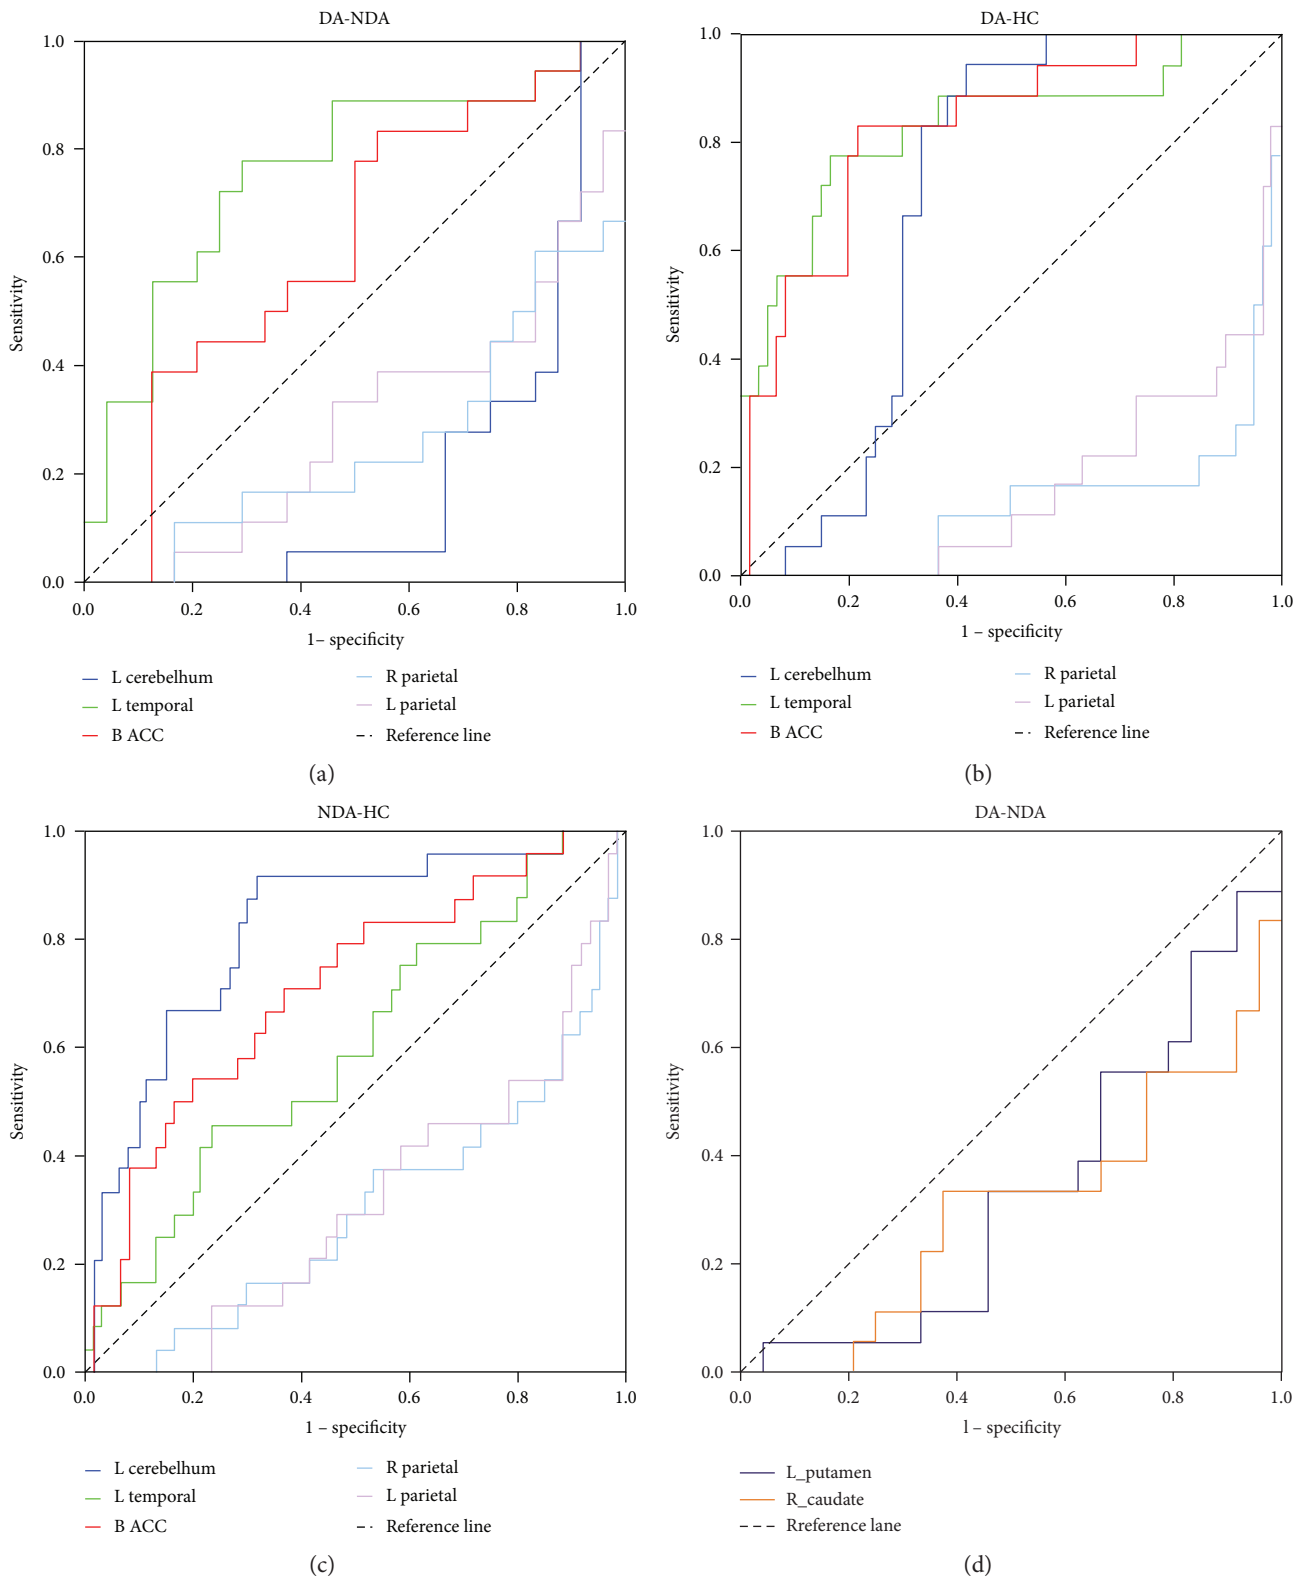 DA-NDA
1.0
0.8
0.6
0.4
0.2
0.0
Sensitivity
0.0 0.2 0.4 0.6 0.8 1.0
1– specificity
L cerebelhum
L temporal
B ACC
R parietal
L parietal
Reference line
(a)
DA-HC
1.0
0.8
0.6
0.4
0.2
0.0
Sensitivity
0.0 0.2 0.4 0.6 0.8 1.0
1 – specificity
L cerebelhum
L temporal
B ACC
R parietal
L parietal
Reference line
(b)
NDA-HC
1.0
0.8
0.6
0.4
0.2
0.0
Sensitivity
0.0 0.2 0.4 0.6 0.8 1.0
1 – specificity
L cerebelhum
L temporal
B ACC
R parietal
L parietal
Reference line
(c)
DA-NDA
1.0
0.8
0.6
0.4
0.2
0.0
Sensitivity
0.0 0.2 0.4 0.6 0.8 1.0
l – specificity
L_putamen
R_caudate
Rreference lane
(d)